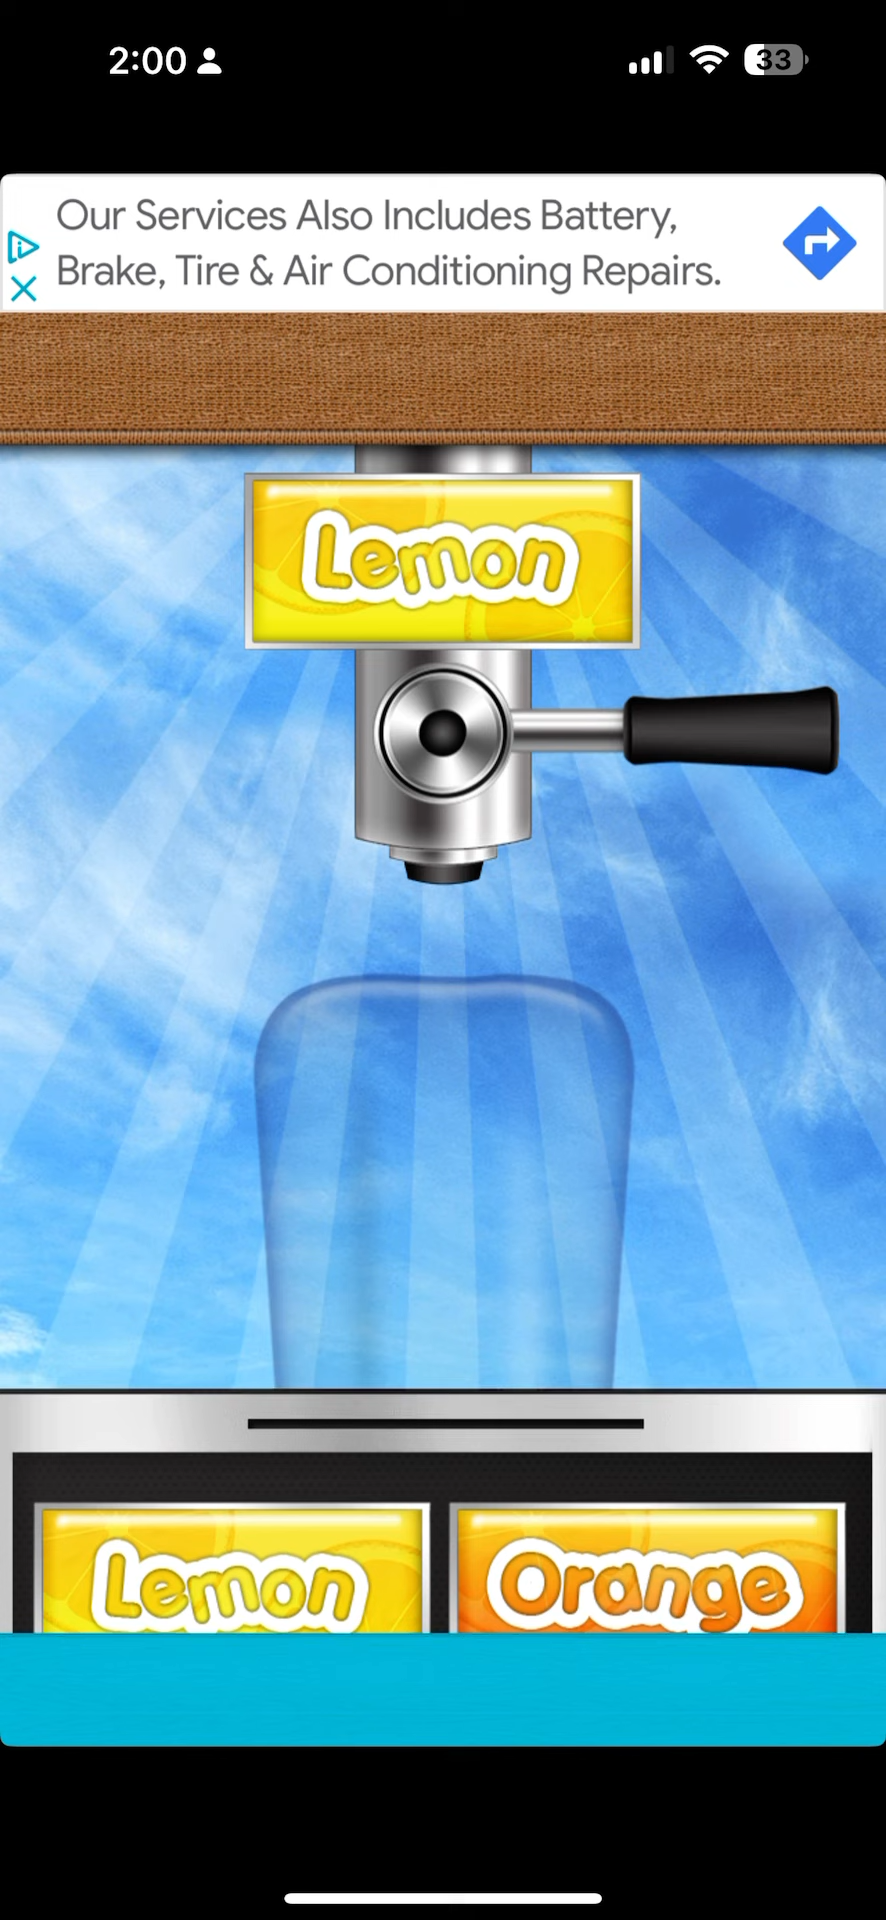 2:00
33
Our Services Also Includes Battery,
Brake, Tire & Air Conditioning Repairs.
Lemon
Lemon
Orange